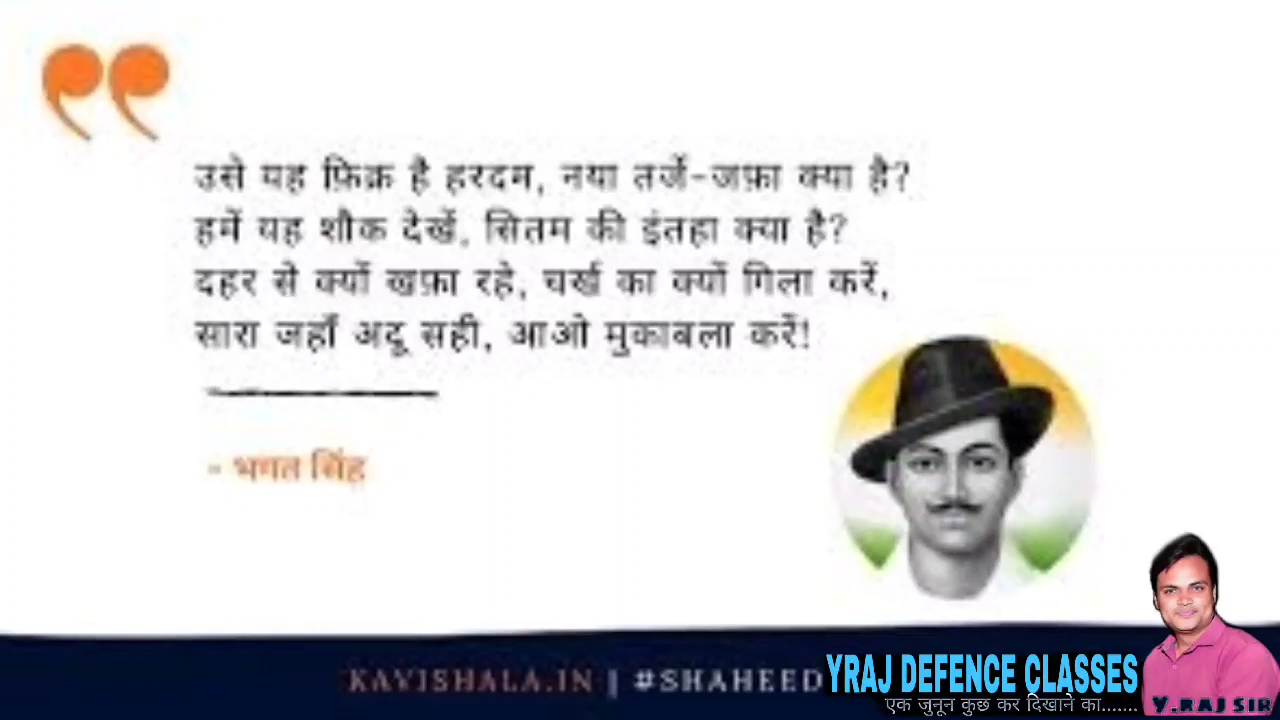 उसे यह फ़िक्र है हरदम, नया तर्जे-जफ़ा क्या है?
हमें यह शौक देखें, सितम की इंतहा क्या है?
दहर से क्यों खफ़ा रहे, चर्ख का क्यों गिला करें,
सारा जहाँ अदू सही, आओ मुकाबला करें!
- भगत सिंह
KAVISHALA.IN | #SHAHEED
YRAJ DEFENCE CLASSES
एक जुनून कुछ कर दिखाने का.......
Y.RAJ SIR